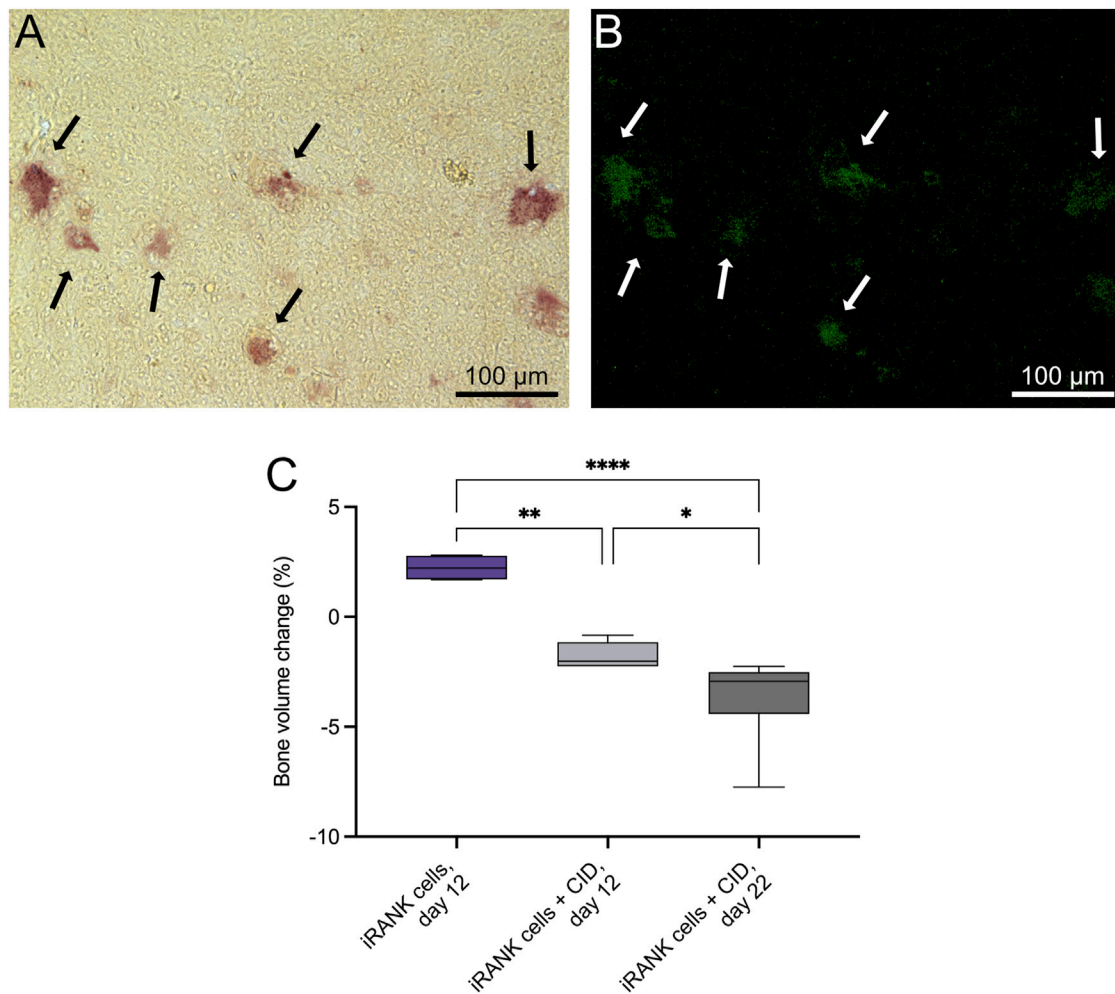 A
B
100 µm
100 µm
C
****
**
*
5
0
-5
-10
Bone volume change (%)
iRANK cells,
day 12
iRANK cells + CID,
day 12
iRANK cells + CID,
day 22